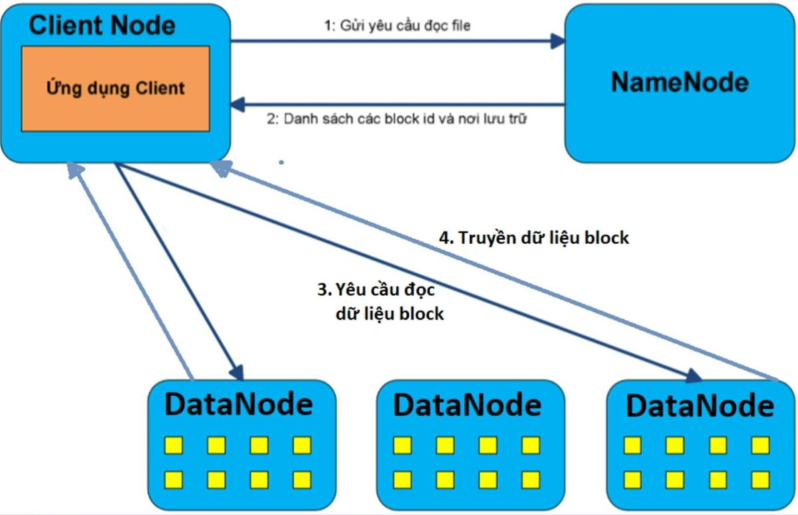 Client Node
Ứng dụng Client
1: Gửi yêu cầu đọc file
NameNode
2: Danh sách các block id và nơi lưu trữ
4. Truyền dữ liệu block
3. Yêu cầu đọc
dữ liệu block
DataNode
DataNode
DataNode